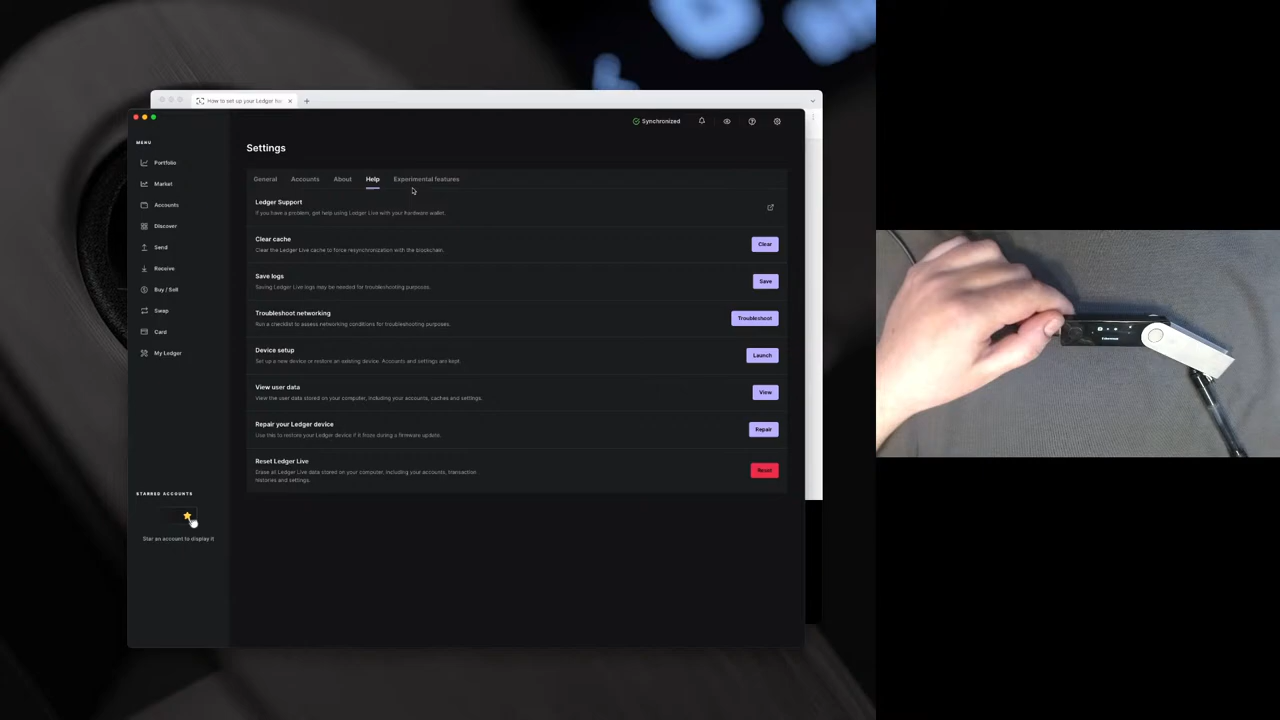 How to set up your Ledger
Synchronized
MENU
Portfolio
Market
Accounts
Discover
Send
Receive
Buy / Sell
Swap
Card
My Ledger
STARRED ACCOUNTS
Star an account to display it
Settings
General Accounts About Help Experimental features
Ledger Support
If you have a problem, get help using Ledger Live with your hardware wallet.
Clear cache
Clear the Ledger Live cache to force resynchronization with the blockchain.
Clear
Save logs
Saving Ledger Live logs may be needed for troubleshooting purposes.
Save
Troubleshoot networking
Run a checklist to assess networking conditions for troubleshooting purposes.
Troubleshoot
Device setup
Set up a new device or restore an existing device. Accounts and settings are kept.
Launch
View user data
View the user data stored on your computer, including your accounts, caches and settings.
View
Repair your Ledger device
Use this to restore your Ledger device if it froze during a firmware update.
Repair
Reset Ledger Live
Erase all Ledger Live data stored on your computer, including your accounts, transaction
histories and settings.
Reset
Ethereum